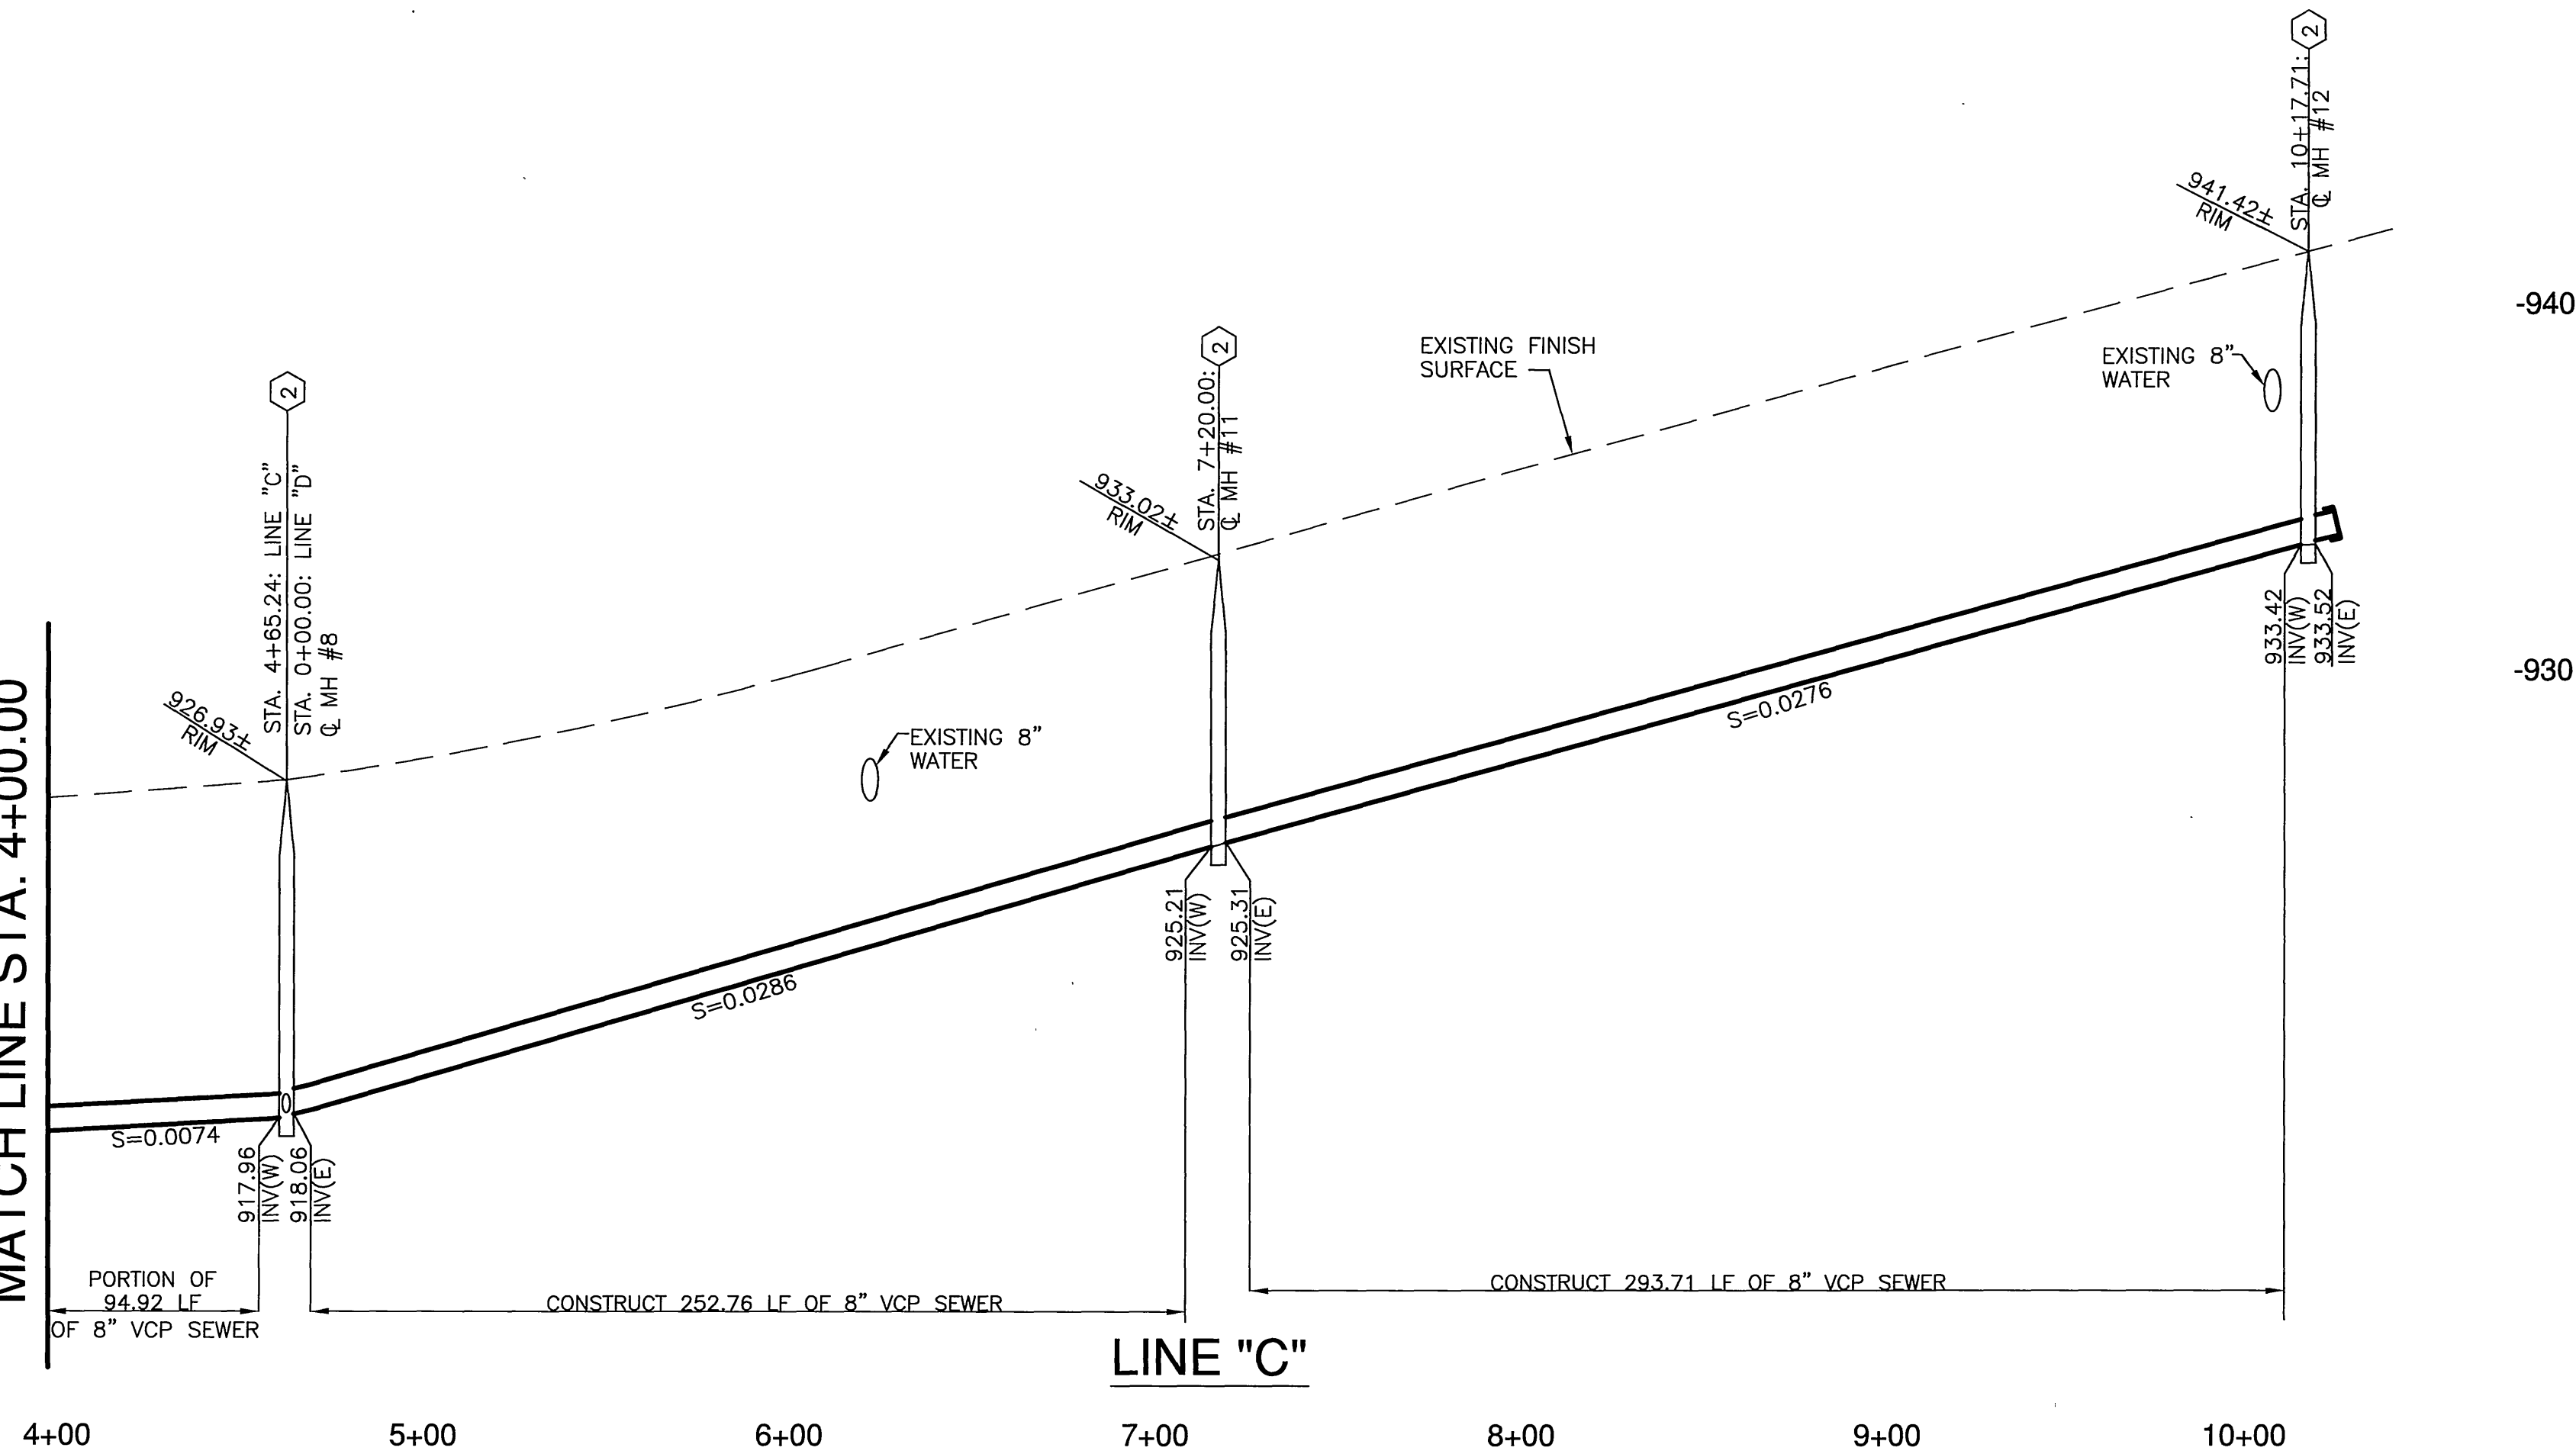 2
STA. 10+17.71:
℄ MH #12
941.42±
RIM
-940
EXISTING FINISH
SURFACE
EXISTING 8"
WATER
2
STA. 7+20.00:
℄ MH #11
933.02±
RIM
2
STA. 4+65.24: LINE "C"
STA. 0+00.00: LINE "D"
℄ MH #8
926.93±
RIM
933.42
INV(W)
933.52
INV(E)
-930
S=0.0276
EXISTING 8"
WATER
MATCH LINE STA. 4+00.00
925.21
INV(W)
925.31
INV(E)
S=0.0286
S=0.0074
917.96
INV(W)
918.06
INV(E)
PORTION OF
94.92 LF
OF 8" VCP SEWER
CONSTRUCT 252.76 LF OF 8" VCP SEWER
CONSTRUCT 293.71 LF OF 8" VCP SEWER
LINE "C"
4+00 5+00 6+00 7+00 8+00 9+00 10+00